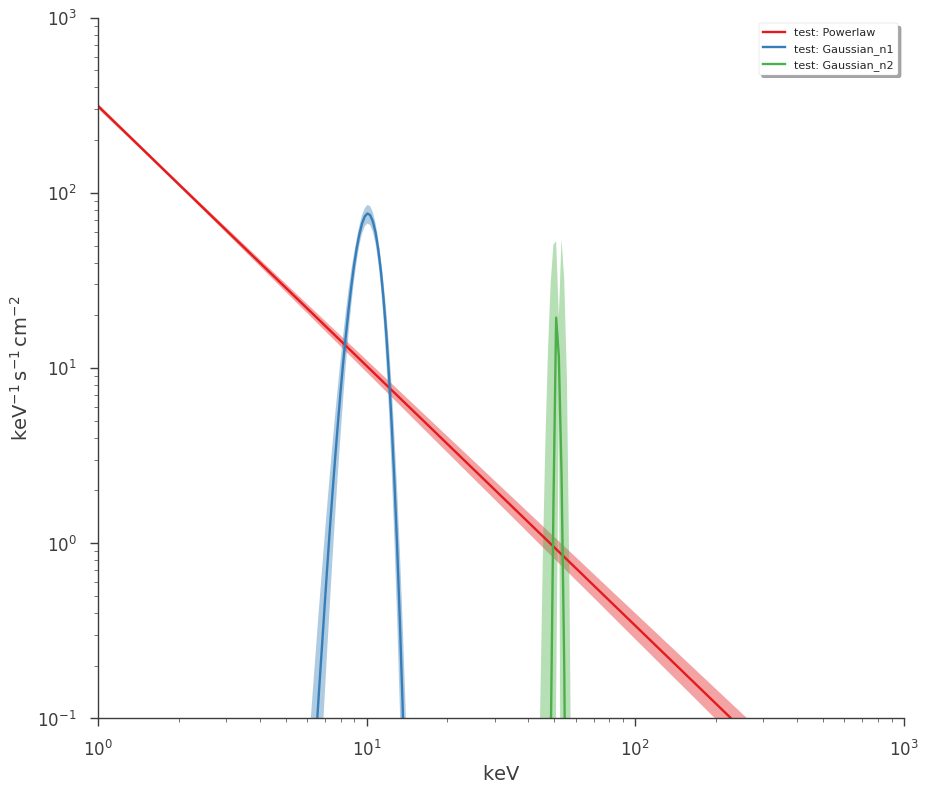 10³
test: Powerlaw
test: Gaussian_n1
test: Gaussian_n2
10²
10¹
10⁰
10⁻¹
keV⁻¹ s⁻¹ cm⁻²
10⁰ 10¹ 10² 10³
keV